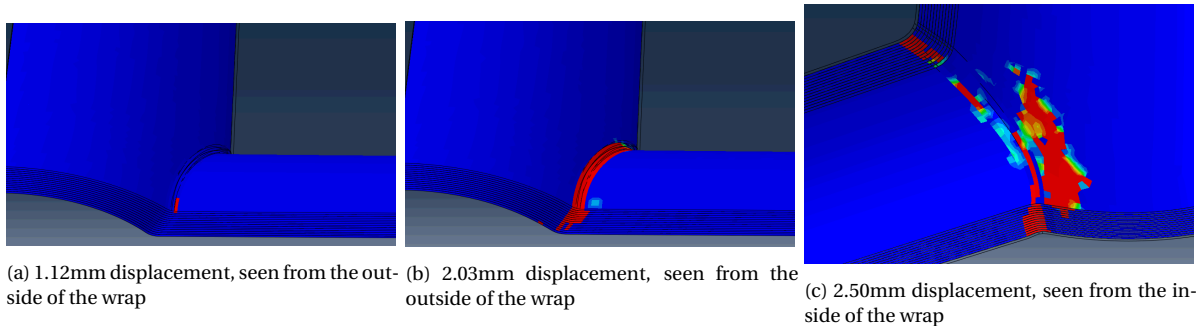 (a) 1.12mm displacement, seen from the out-
side of the wrap
(b) 2.03mm displacement, seen from the
outside of the wrap
(c) 2.50mm displacement, seen from the in-
side of the wrap